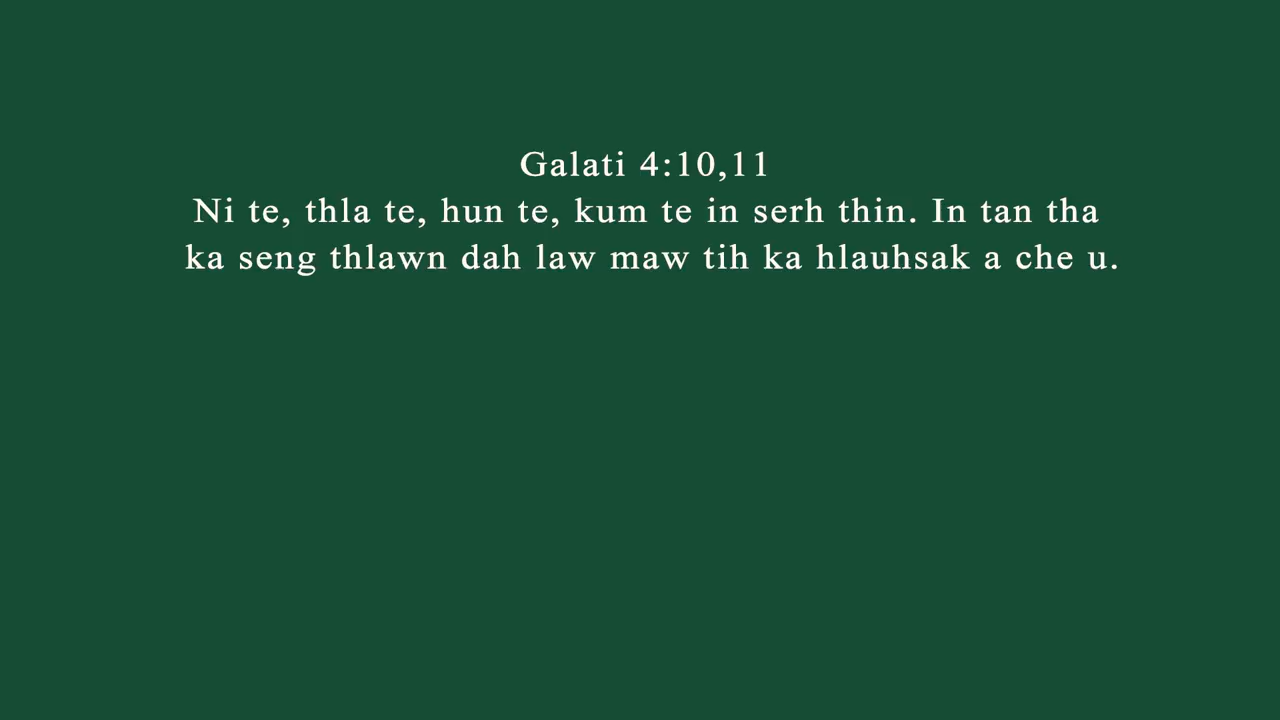 Galati 4:10,11
Ni te, thla te, hun te, kum te in serh thin. In tan tha
ka seng thlawn dah law maw tih ka hlauhsak a che u.